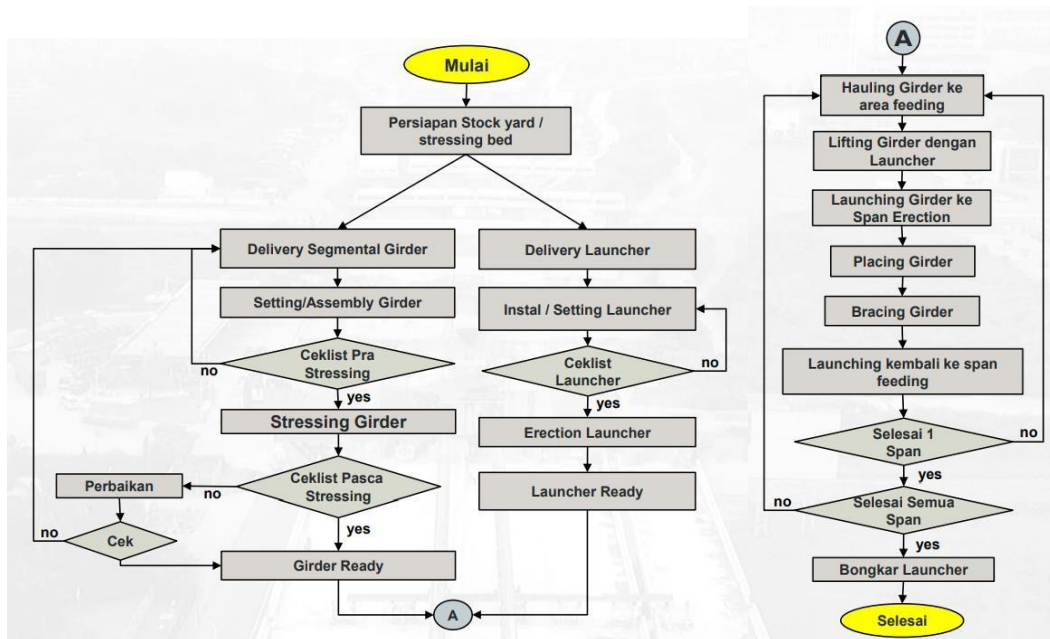 Mulai
Persiapan Stock yard /
stressing bed
Delivery Segmental Girder
Setting/Assembly Girder
Ceklist Pra
Stressing
no
yes
Stressing Girder
Ceklist Pasca
Stressing
no
Perbaikan
Cek
no
yes
Girder Ready
Delivery Launcher
Instal / Setting Launcher
Ceklist
Launcher
no
yes
Erection Launcher
Launcher Ready
A
A
Hauling Girder ke
area feeding
Lifting Girder dengan
Launcher
Launching Girder ke
Span Erection
Placing Girder
Bracing Girder
Launching kembali ke span
feeding
Selesai 1
Span
no
yes
Selesai Semua
Span
no
yes
Bongkar Launcher
Selesai